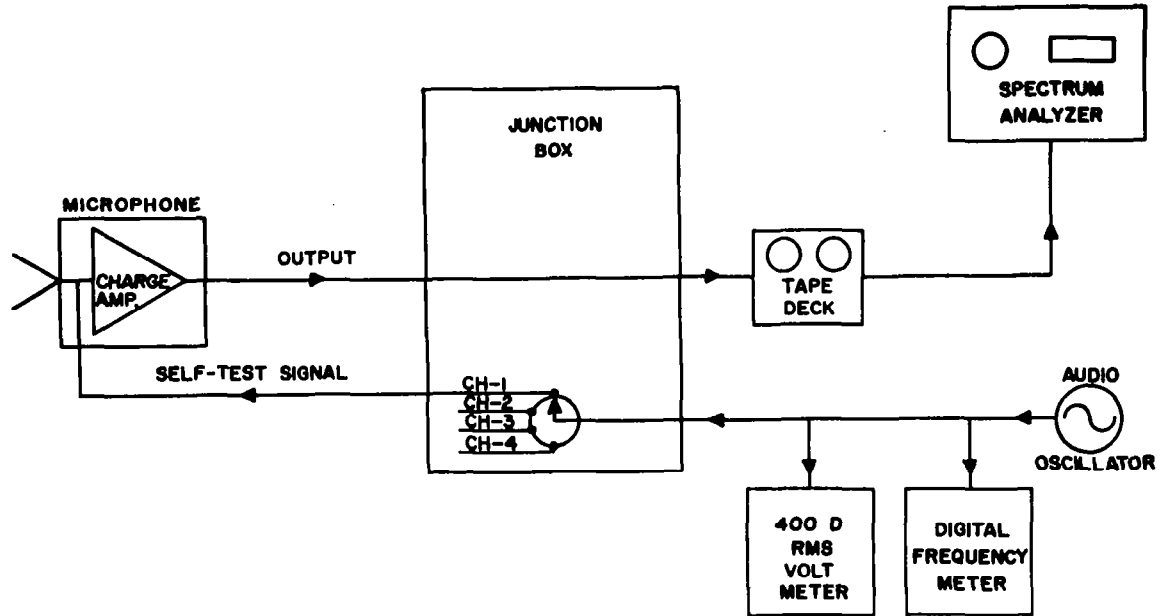 SPECTRUM
ANALYZER
JUNCTION
BOX
MICROPHONE
CHARGE
AMP.
OUTPUT
TAPE
DECK
SELF-TEST SIGNAL
CH-1
CH-2
CH-3
CH-4
AUDIO
OSCILLATOR
400 D
RMS
VOLT
METER
DIGITAL
FREQUENCY
METER